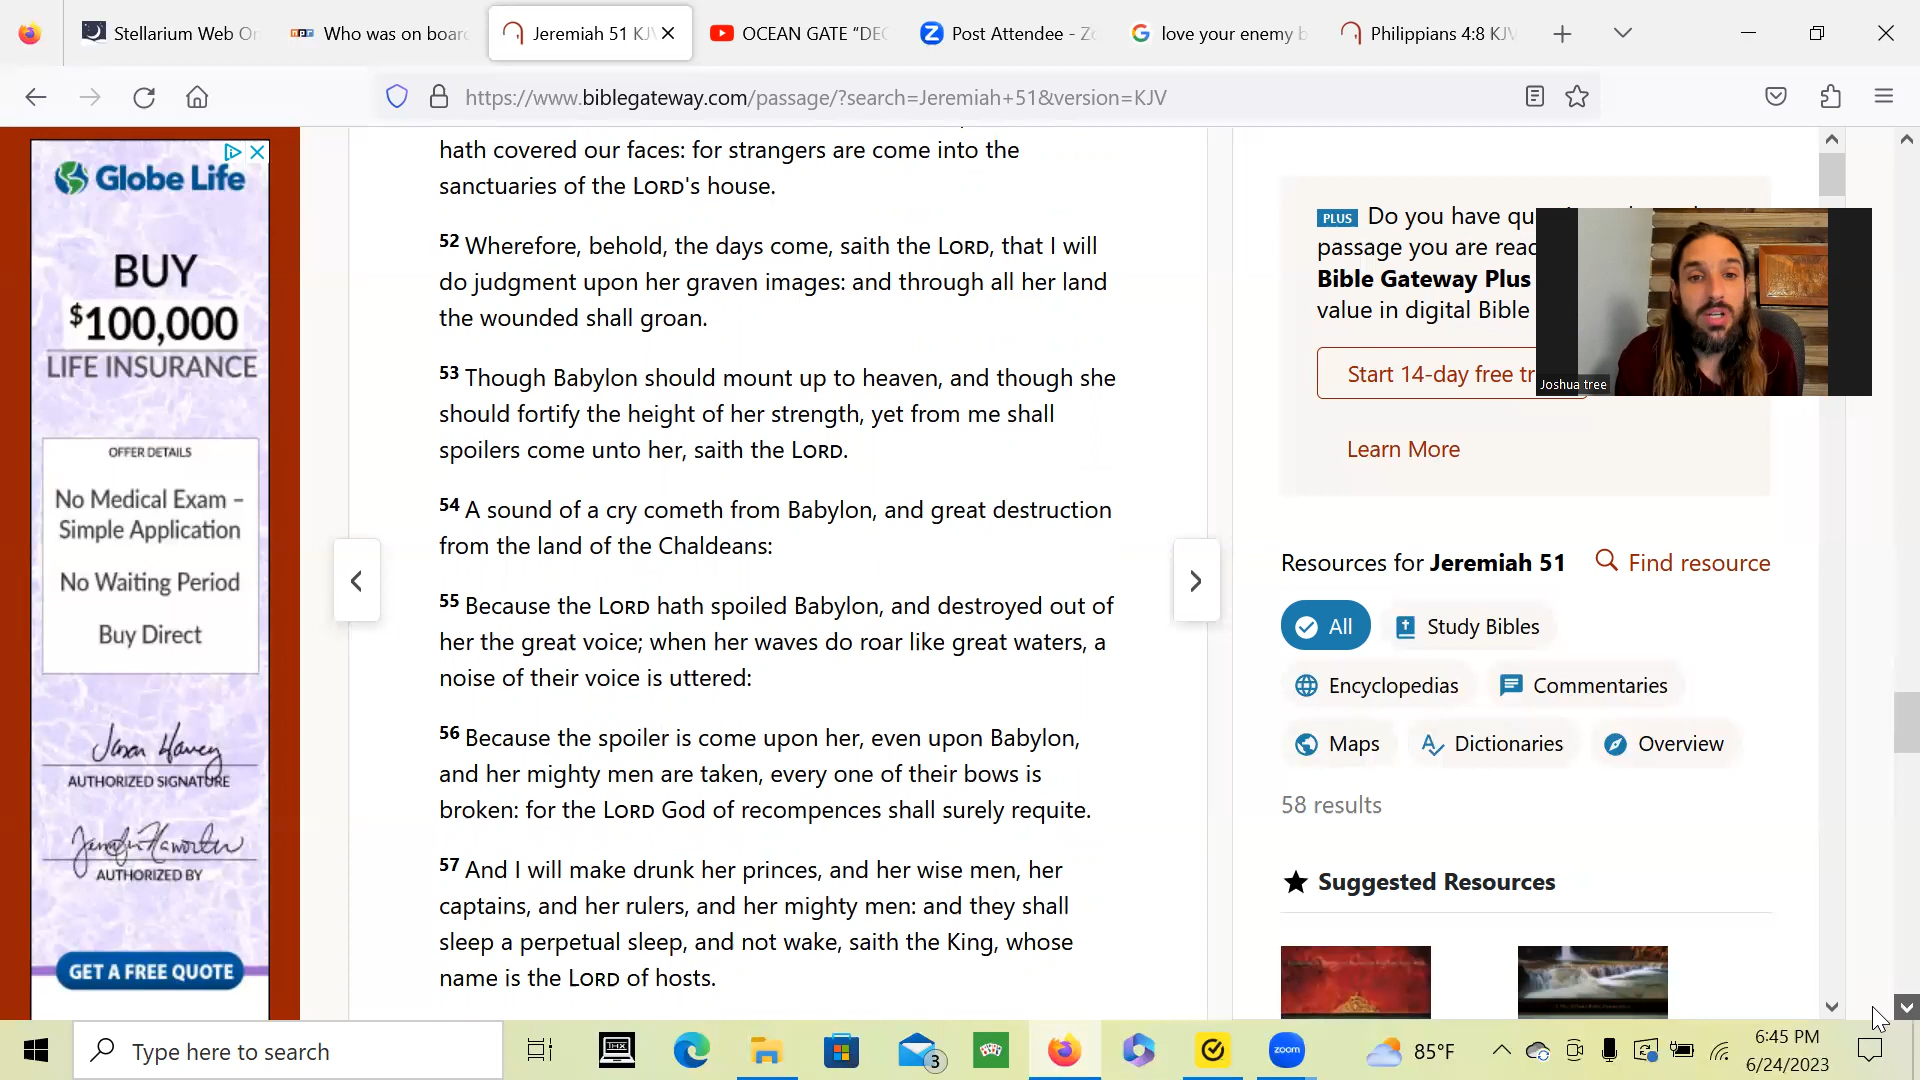 Stellarium Web On
npr Who was on board
Jeremiah 51 KJV
OCEAN GATE "DEC
Post Attendee - Zo
love your enemy b
Philippians 4:8 KJV
https://www.biblegateway.com/passage/?search=Jeremiah+51&version=KJV
Globe Life
BUY
$100,000
LIFE INSURANCE
OFFER DETAILS
No Medical Exam –
Simple Application
No Waiting Period
Buy Direct
AUTHORIZED SIGNATURE
AUTHORIZED BY
GET A FREE QUOTE
hath covered our faces: for strangers are come into the
sanctuaries of the LORD's house.
52 Wherefore, behold, the days come, saith the LORD, that I will
do judgment upon her graven images: and through all her land
the wounded shall groan.
53 Though Babylon should mount up to heaven, and though she
should fortify the height of her strength, yet from me shall
spoilers come unto her, saith the LORD.
54 A sound of a cry cometh from Babylon, and great destruction
from the land of the Chaldeans:
55 Because the LORD hath spoiled Babylon, and destroyed out of
her the great voice; when her waves do roar like great waters, a
noise of their voice is uttered:
56 Because the spoiler is come upon her, even upon Babylon,
and her mighty men are taken, every one of their bows is
broken: for the LORD God of recompences shall surely requite.
57 And I will make drunk her princes, and her wise men, her
captains, and her rulers, and her mighty men: and they shall
sleep a perpetual sleep, and not wake, saith the King, whose
name is the LORD of hosts.
PLUS Do you have qu
passage you are read
Bible Gateway Plus
value in digital Bible
Start 14-day free tr
Learn More
Joshua tree
Resources for Jeremiah 51 Find resource
All Study Bibles
Encyclopedias Commentaries
Maps Dictionaries Overview
58 results
Suggested Resources
Type here to search
THX
3
zoom
85°F
6:45 PM
6/24/2023